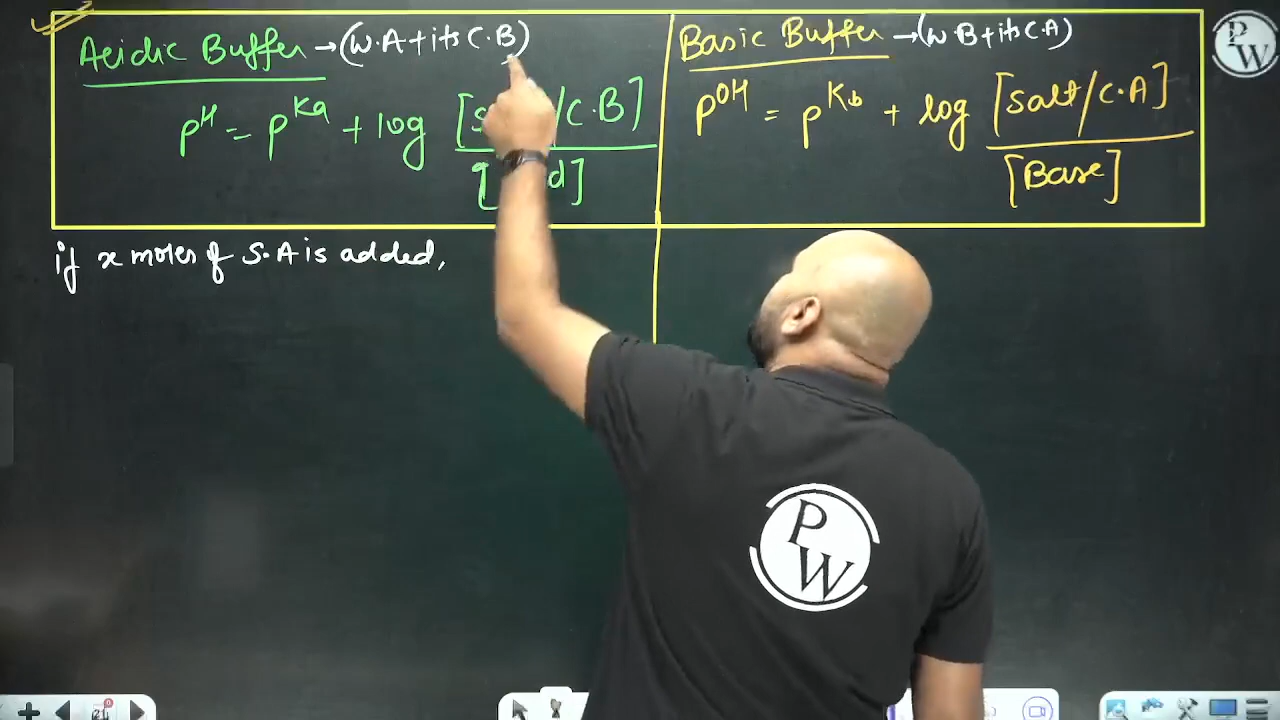 Acidic Buffer → (W.A + its C.B)
pH = pKa + log [S /C.B]
[ d]
Basic Buffer → (W B + its C.A)
pOH = pKb + log [Salt/C.A]
[Base]
if x moles of S.A is added,
PW
PW